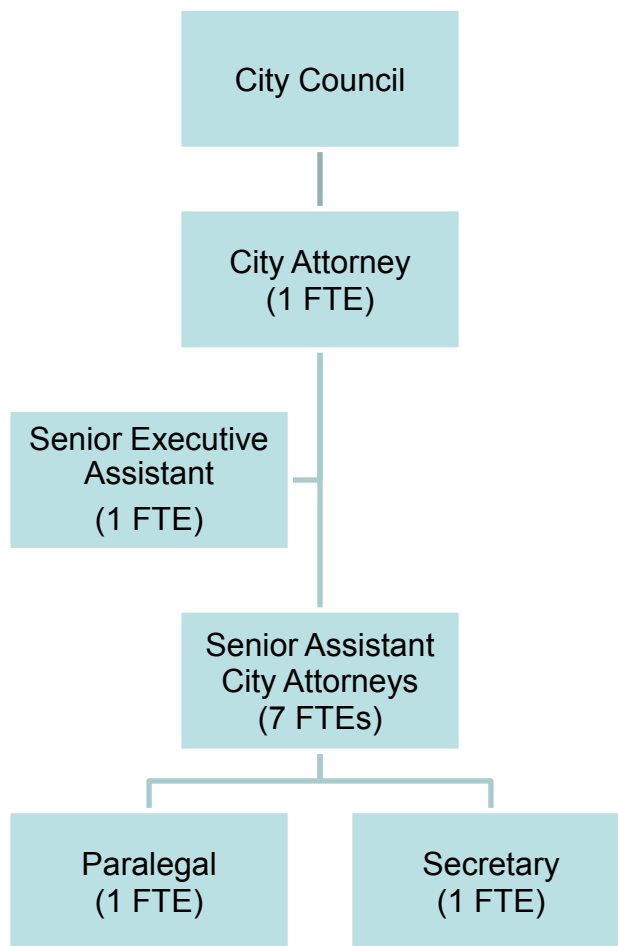 City Council
City Attorney
(1 FTE)
Senior Executive
Assistant
(1 FTE)
Senior Assistant
City Attorneys
(7 FTEs)
Paralegal
(1 FTE)
Secretary
(1 FTE)